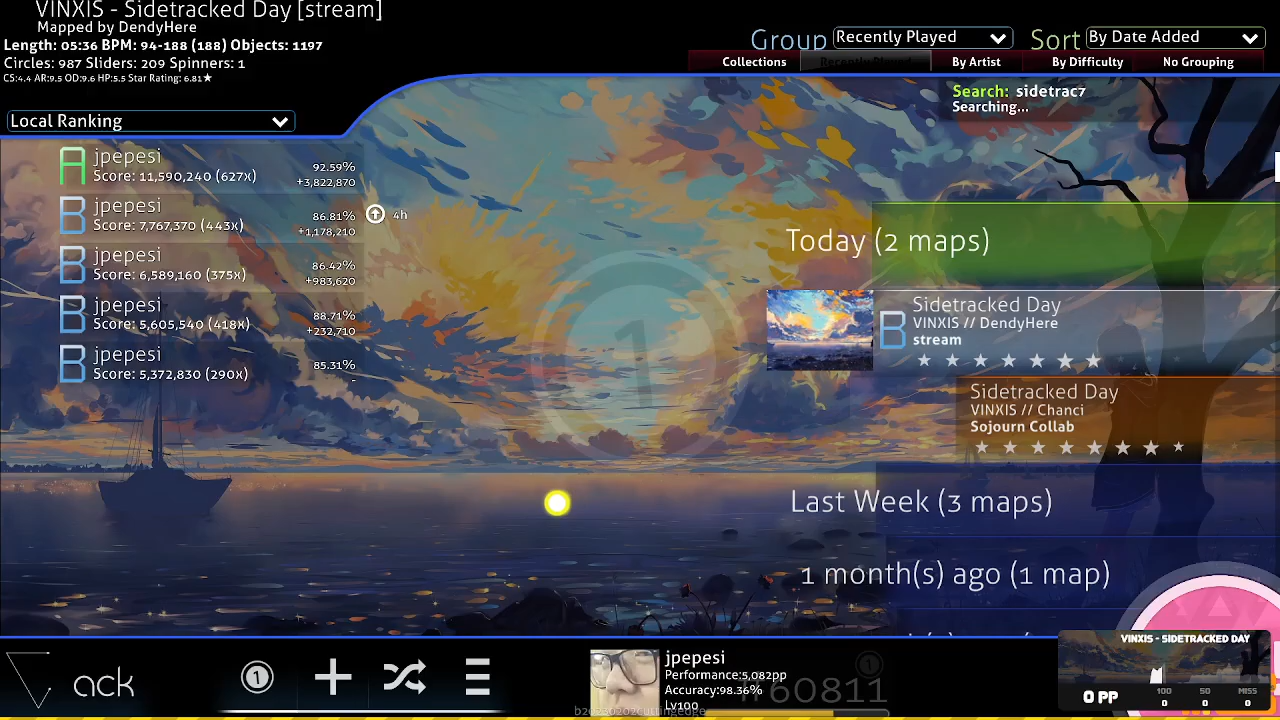 VINXIS - Sidetracked Day [stream]
Mapped by DendyHere
Length: 05:36 BPM: 94-188 (188) Objects: 1197
Circles: 987 Sliders: 209 Spinners: 1
CS:4.4 AR:9.5 OD:9.6 HP:5.5 Star Rating: 6.81★
Group Recently Played
Sort By Date Added
Collections Recently Played By Artist By Difficulty No Grouping
Search: sidetrac7
Searching...
Local Ranking
jpepesi
Score: 11,590,240 (627x)
92.59%
+3,822,870
jpepesi
Score: 7,767,370 (443x)
86.81%
+1,178,210
4h
jpepesi
Score: 6,589,160 (375x)
86.42%
+983,620
jpepesi
Score: 5,605,540 (418x)
88.71%
+232,710
jpepesi
Score: 5,372,830 (290x)
85.31%
-
Today (2 maps)
Sidetracked Day
VINXIS // DendyHere
stream
Sidetracked Day
VINXIS // Chanci
Sojourn Collab
Last Week (3 maps)
1 month(s) ago (1 map)
ack
1
jpepesi
Performance:5,082pp
Accuracy:98.36%
Lv100
60811
VINXIS - SIDETRACKED DAY
0 PP
100 50 MISS
0 0 0